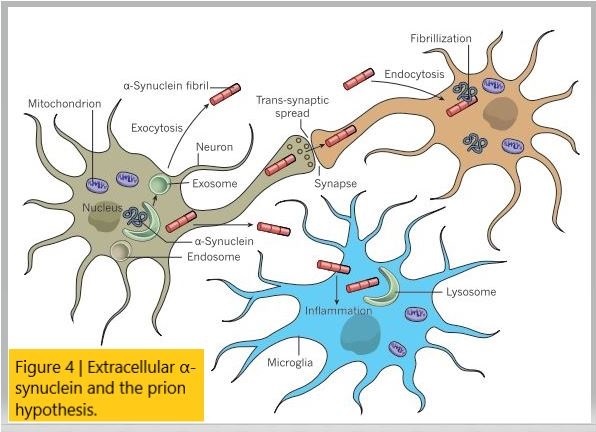 Fibrillization
α-Synuclein fibril
Endocytosis
Mitochondrion
Trans-synaptic
spread
Exocytosis
Neuron
Exosome
Synapse
Nucleus
α-Synuclein
Endosome
Lysosome
Inflammation
Microglia
Figure 4 | Extracellular α-
synuclein and the prion
hypothesis.